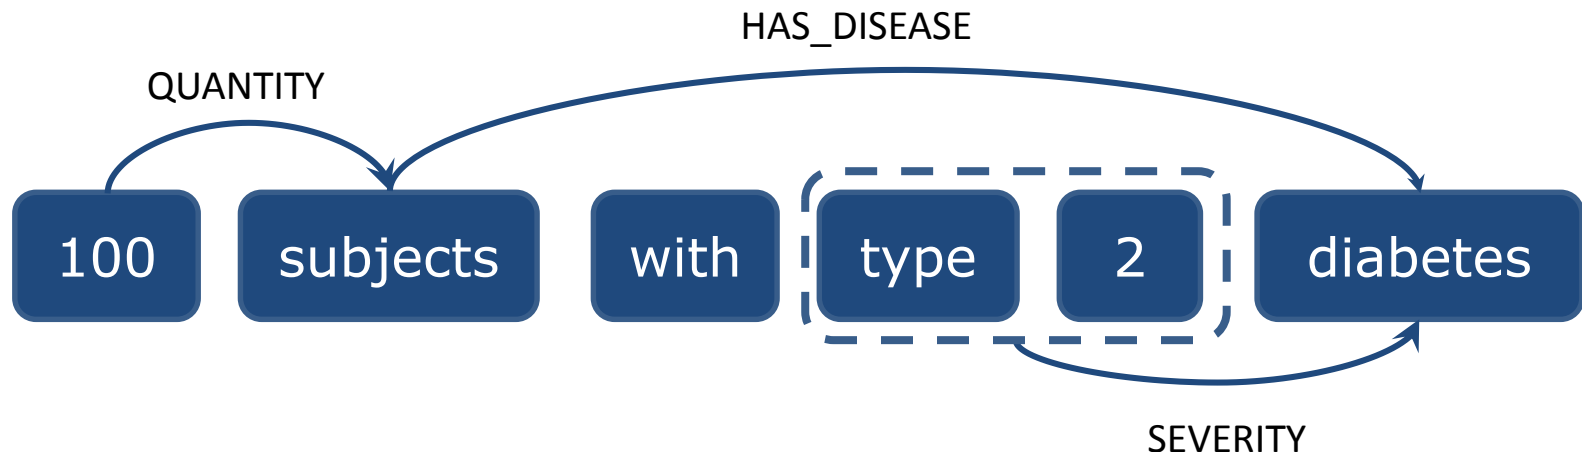 HAS_DISEASE
QUANTITY
100 subjects with type 2 diabetes
SEVERITY